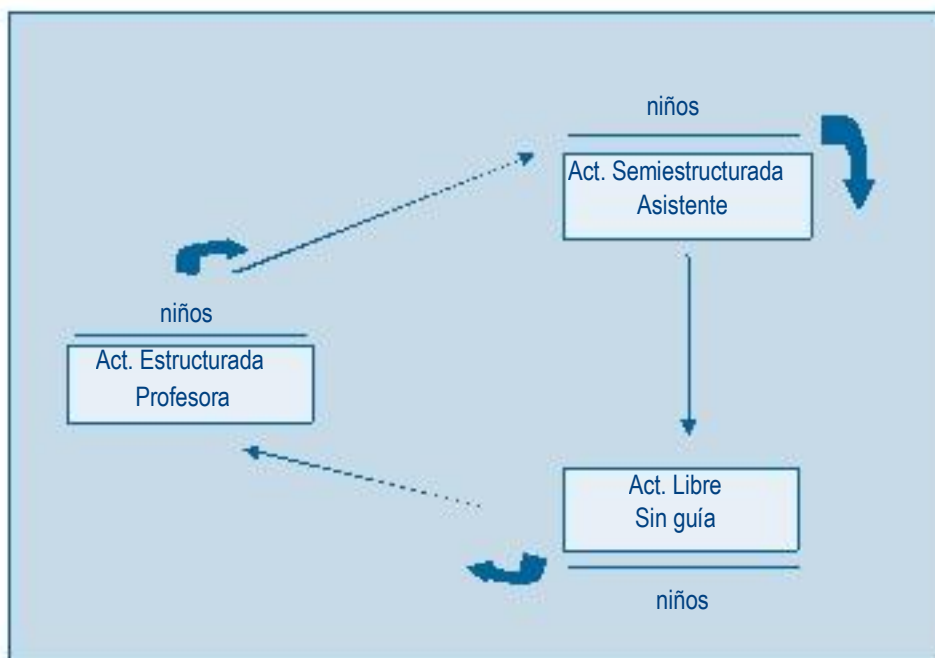 niños
Act. Semiestructurada
Asistente
niños
Act. Estructurada
Profesora
Act. Libre
Sin guía
niños